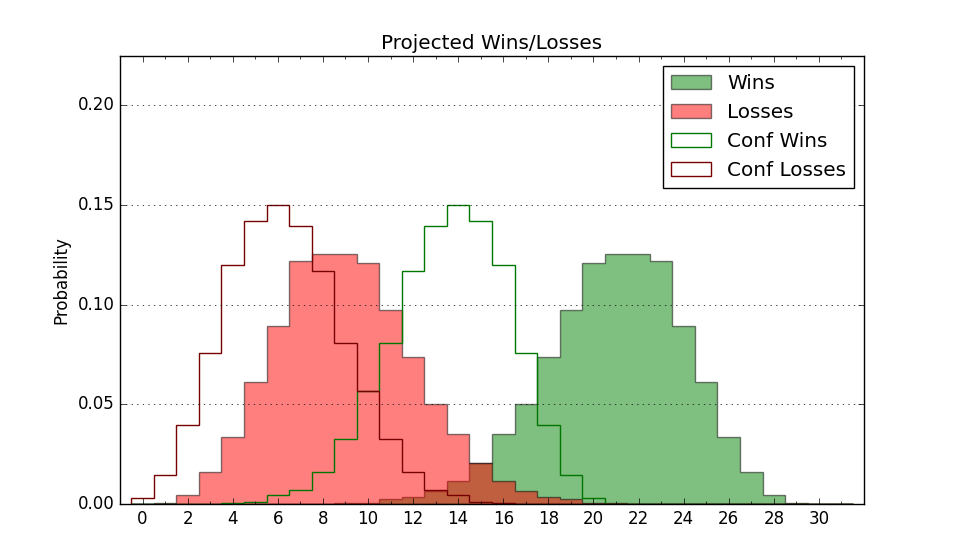 Projected Wins/Losses
Wins
Losses
Conf Wins
Conf Losses
Probability
0.20
0.15
0.10
0.05
0.00
0 2 4 6 8 10 12 14 16 18 20 22 24 26 28 30